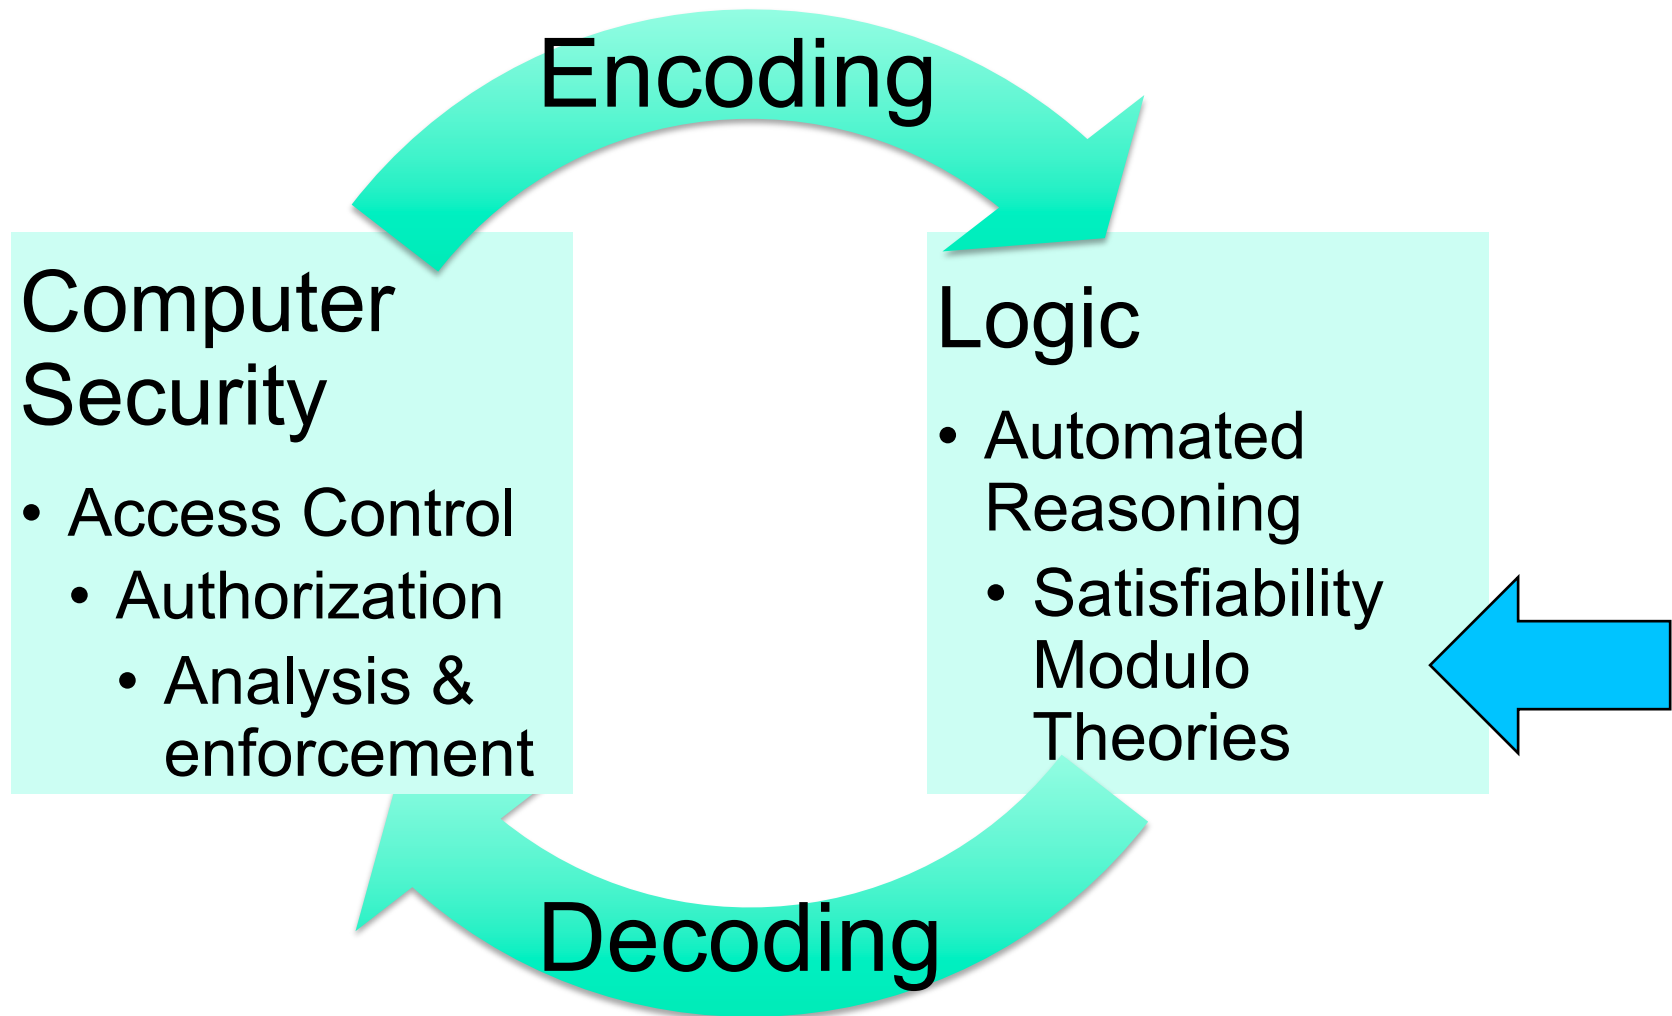 Encoding
Computer
Security
• Access Control
• Authorization
• Analysis &
enforcement
Logic
• Automated
Reasoning
• Satisfiability
Modulo
Theories
Decoding